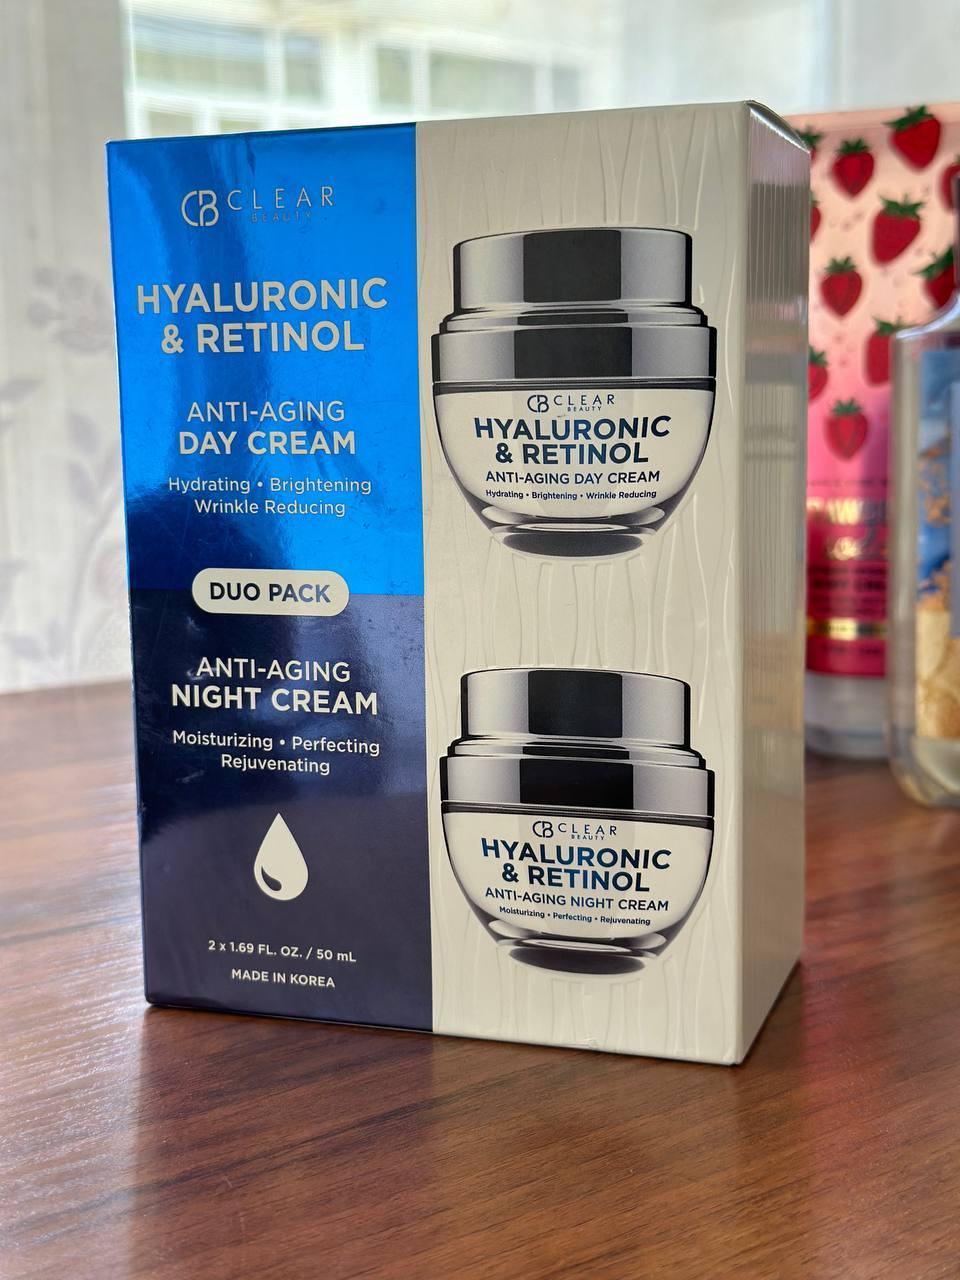 CB CLEAR
BEAUTY
HYALURONIC
& RETINOL
ANTI-AGING
DAY CREAM
Hydrating • Brightening
Wrinkle Reducing
DUO PACK
ANTI-AGING
NIGHT CREAM
Moisturizing • Perfecting
Rejuvenating
2 x 1.69 FL. OZ. / 50 mL
MADE IN KOREA
CB CLEAR
BEAUTY
HYALURONIC
& RETINOL
ANTI-AGING DAY CREAM
Hydrating • Brightening • Wrinkle Reducing
CB CLEAR
BEAUTY
HYALURONIC
& RETINOL
ANTI-AGING NIGHT CREAM
Moisturizing • Perfecting • Rejuvenating